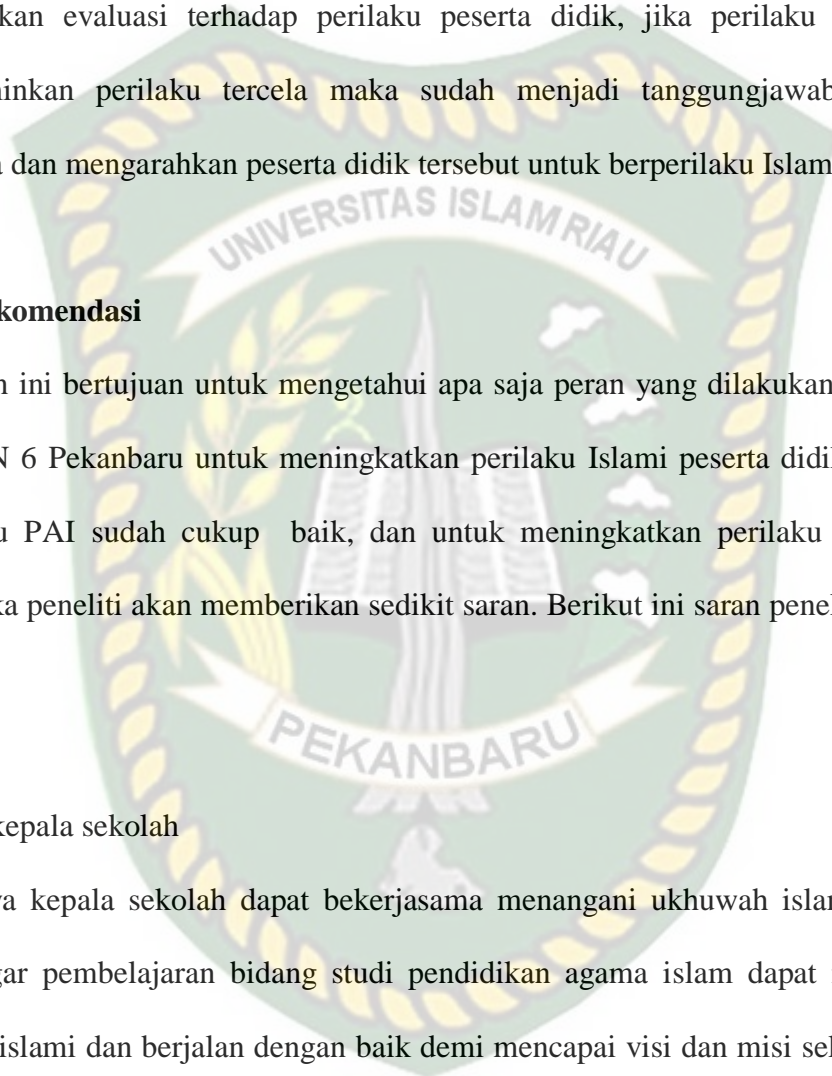 kan evaluasi terhadap perilaku peserta didik, jika perilaku
inkan perilaku tercela maka sudah menjadi tanggungjawab
dan mengarahkan peserta didik tersebut untuk berperilaku Islam
UNIVERSITAS ISLAM RIAU
komendasi
ini bertujuan untuk mengetahui apa saja peran yang dilakukan
N 6 Pekanbaru untuk meningkatkan perilaku Islami peserta didi
PAI sudah cukup baik, dan untuk meningkatkan perilaku
ka peneliti akan memberikan sedikit saran. Berikut ini saran pene
PEKANBARU
kepala sekolah
ya kepala sekolah dapat bekerjasama menangani ukhuwah islam
gar pembelajaran bidang studi pendidikan agama islam dapat
islami dan berjalan dengan baik demi mencapai visi dan misi se